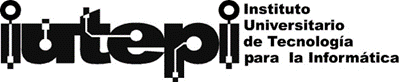 iutepi
Instituto
Universitario
de Tecnología
para la Informática